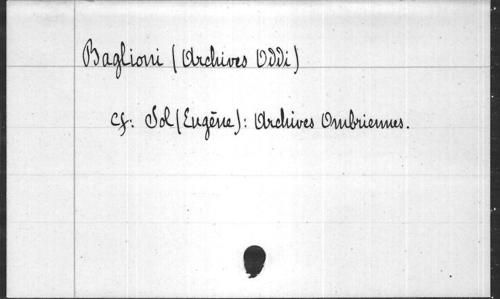 Baglioni (Archives Oddi)
cf: Sol (Eugène): Archives Ombriennes.